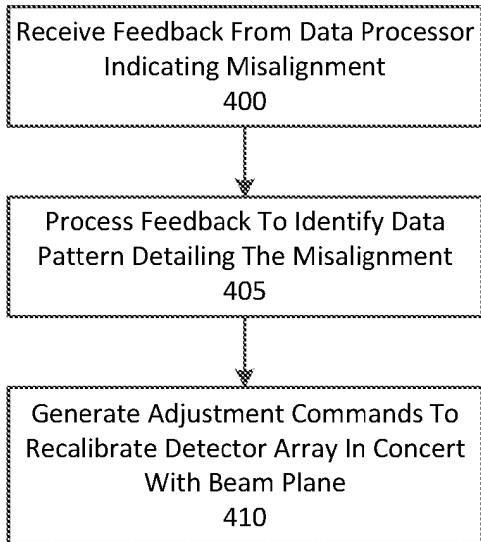 Receive Feedback From Data Processor
Indicating Misalignment
400
Process Feedback To Identify Data
Pattern Detailing The Misalignment
405
Generate Adjustment Commands To
Recalibrate Detector Array In Concert
With Beam Plane
410